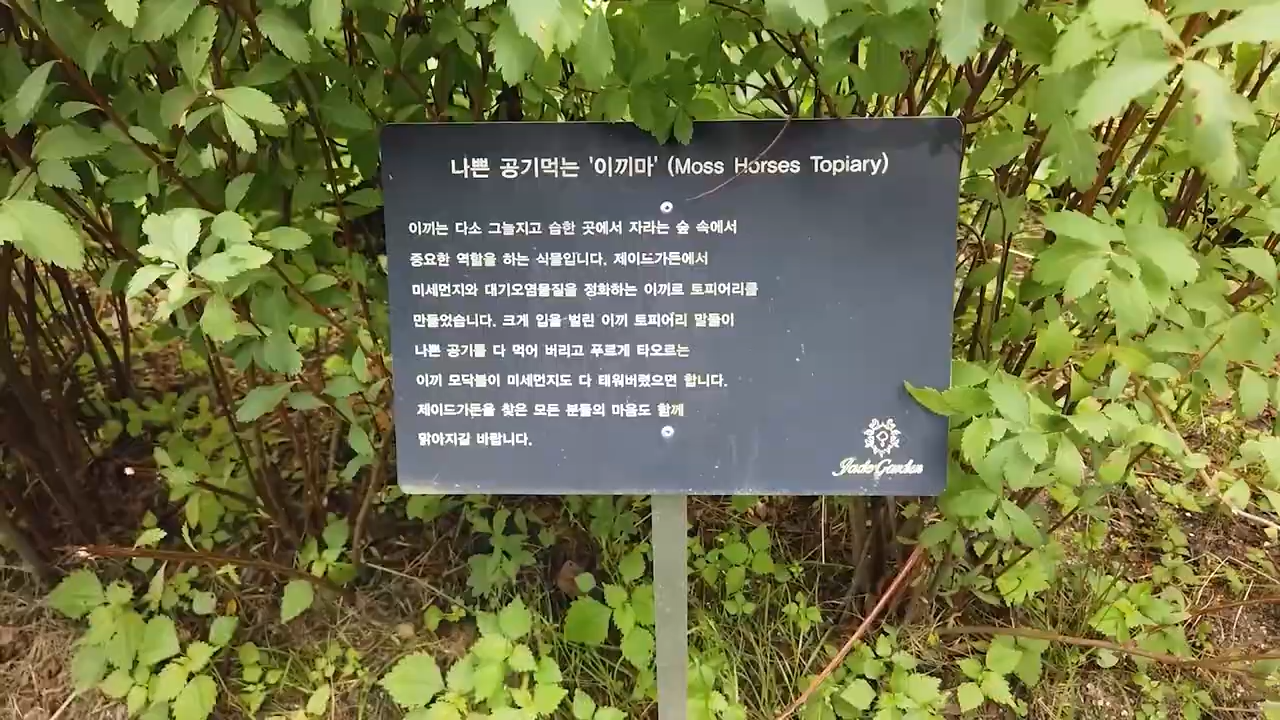 나쁜 공기먹는 '이끼마' (Moss Horses Topiary)
이끼는 다소 그늘지고 습한 곳에서 자라는 숲 속에서
중요한 역할을 하는 식물입니다. 제이드가든에서
미세먼지와 대기오염물질을 정화하는 이끼로 토피어리를
만들었습니다. 크게 입을 벌린 이끼 토피어리 말들이
나쁜 공기를 다 먹어 버리고 푸르게 타오르는
이끼 모닥불이 미세먼지도 다 태워버렸으면 합니다.
제이드가든을 찾은 모든 분들의 마음도 함께
맑아지길 바랍니다.
Jade Garden